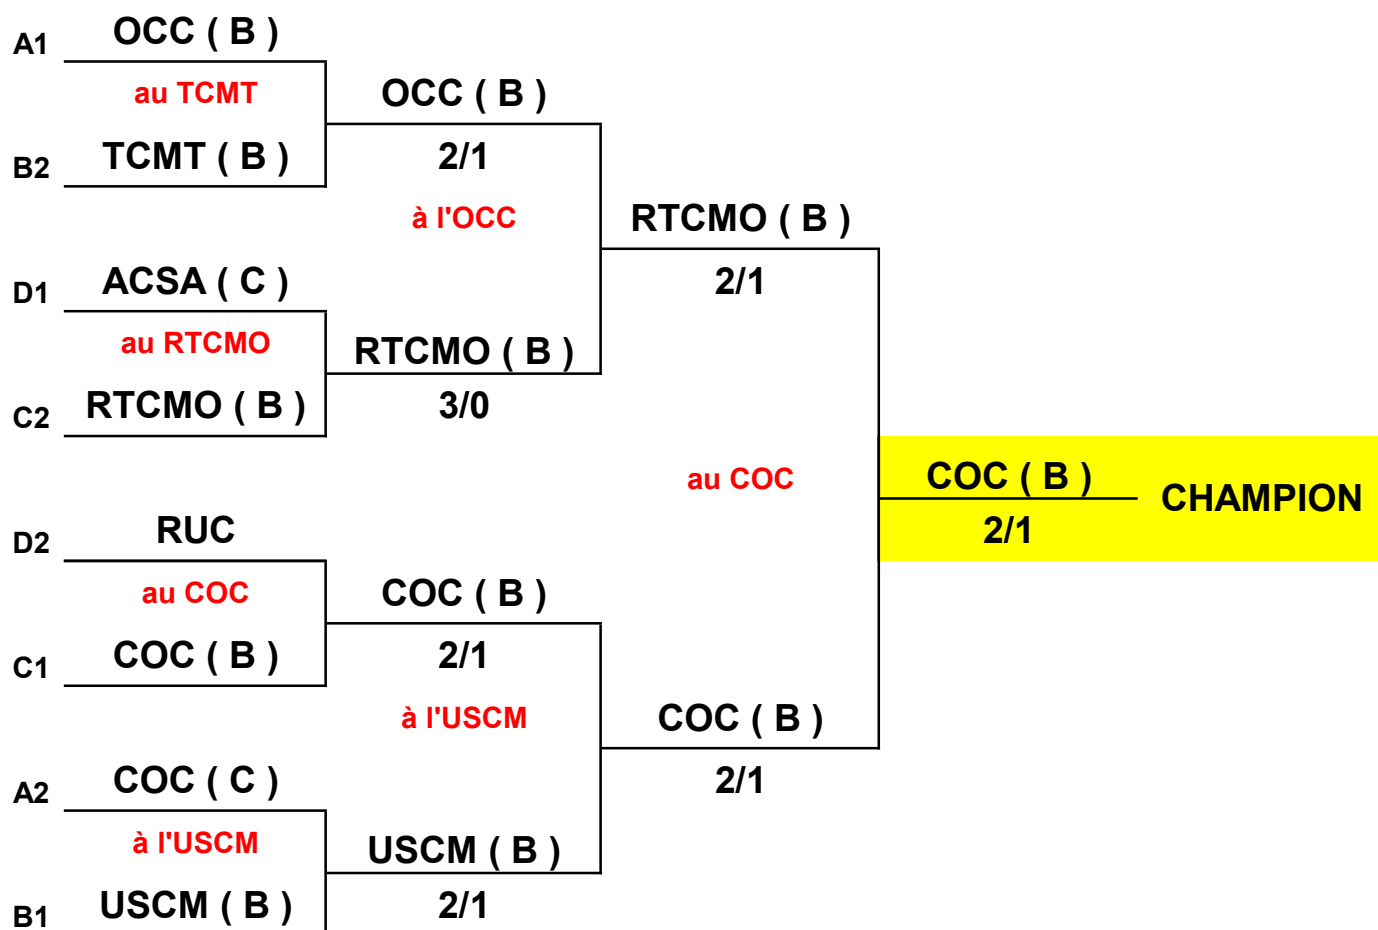 A1 OCC ( B )
au TCMT
OCC ( B )
B2 TCMT ( B )
2/1
à l'OCC
RTCMO ( B )
D1 ACSA ( C )
2/1
au RTCMO
RTCMO ( B )
C2 RTCMO ( B )
3/0
au COC
COC ( B )
CHAMPION
2/1
D2 RUC
au COC
COC ( B )
C1 COC ( B )
2/1
à l'USCM
COC ( B )
A2 COC ( C )
2/1
à l'USCM
USCM ( B )
B1 USCM ( B )
2/1